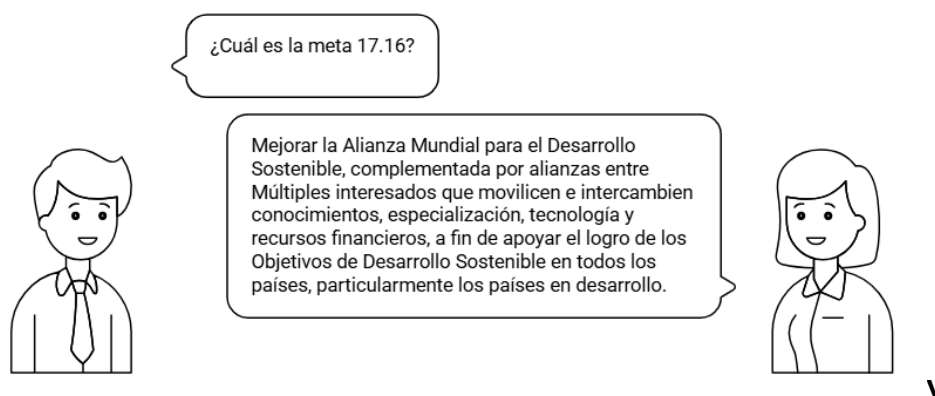 ¿Cuál es la meta 17.16?
Mejorar la Alianza Mundial para el Desarrollo
Sostenible, complementada por alianzas entre
Múltiples interesados que movilicen e intercambien
conocimientos, especialización, tecnología y
recursos financieros, a fin de apoyar el logro de los
Objetivos de Desarrollo Sostenible en todos los
países, particularmente los países en desarrollo.